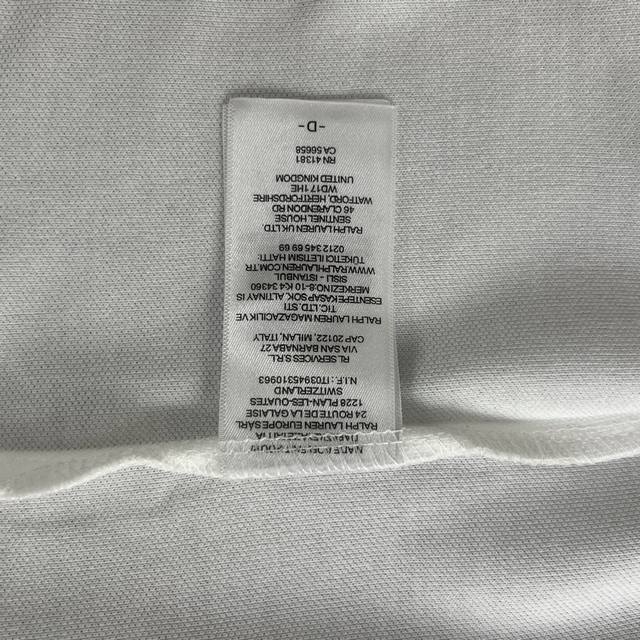 RALPH LAUREN EUROPE SARL
24 ROUTE DE LA GALAISE
1228 PLAN-LES-OUATES
SWITZERLAND
N.I.F.: IT03945310963
RL SERVICES S.R.L.
VIA SAN BARNABA 27
CAP 20122, MILAN, ITALY
RALPH LAUREN MAGAZACILIK VE
TIC. LTD. STI
ESENTEPE KASAP SOK. ALTINAY IS
MERKEZI NO.8-10 K:4 34360
SISLI - ISTANBUL
WWW.RALPHLAUREN.COM.TR
TÜKETICI ILETISIM HATTI:
0212 345 69 69
RALPH LAUREN UK LTD.
SENTINEL HOUSE
46 CLARENDON RD
WATFORD, HERTFORDSHIRE
WD17 1HE
UNITED KINGDOM
RN 41381
CA 56658
-D-